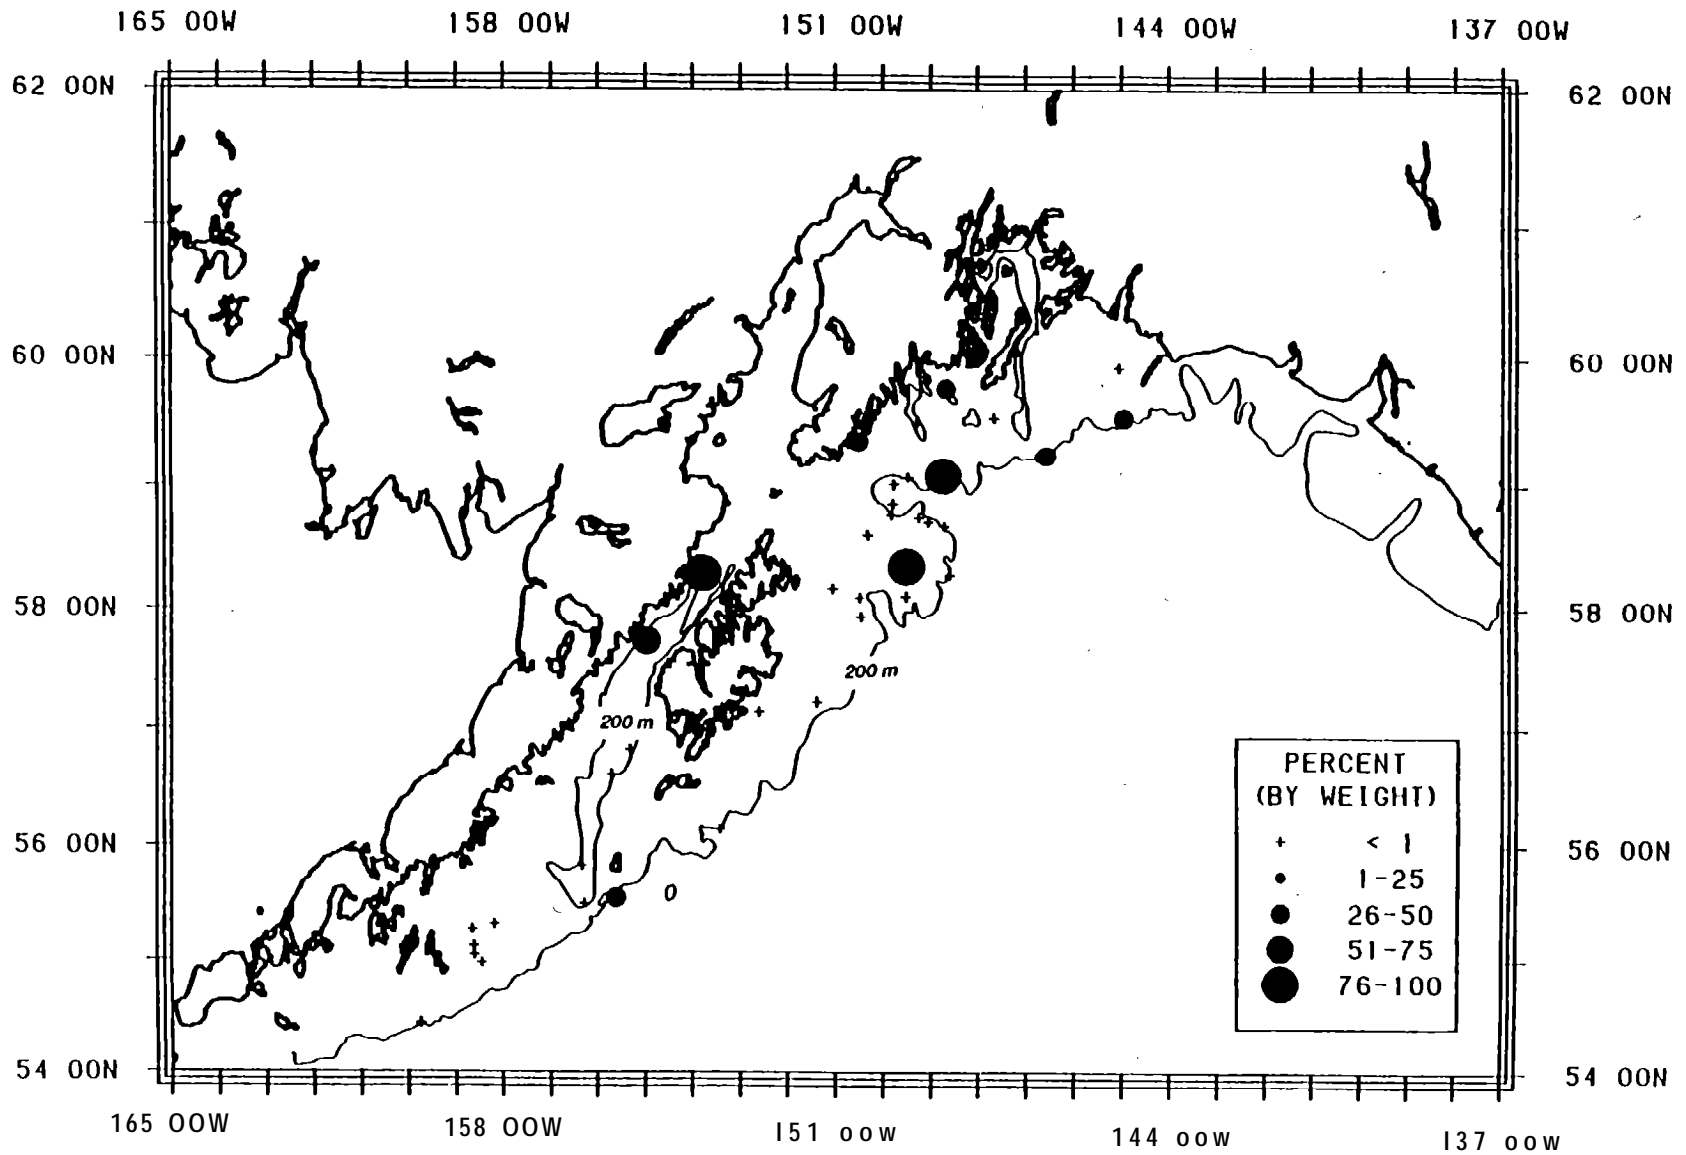 165 00W 158 00W 151 00W 144 00W 137 00W
62 00N 62 00N
60 00N 60 00N
58 00N 58 00N
200 m
200 m
PERCENT
(BY WEIGHT)
< 1
1-25
56 00N 56 00N
26-50
51-75
76-100
54 00N 54 00N
165 00W 158 00W 151 00W 144 00W 137 00W